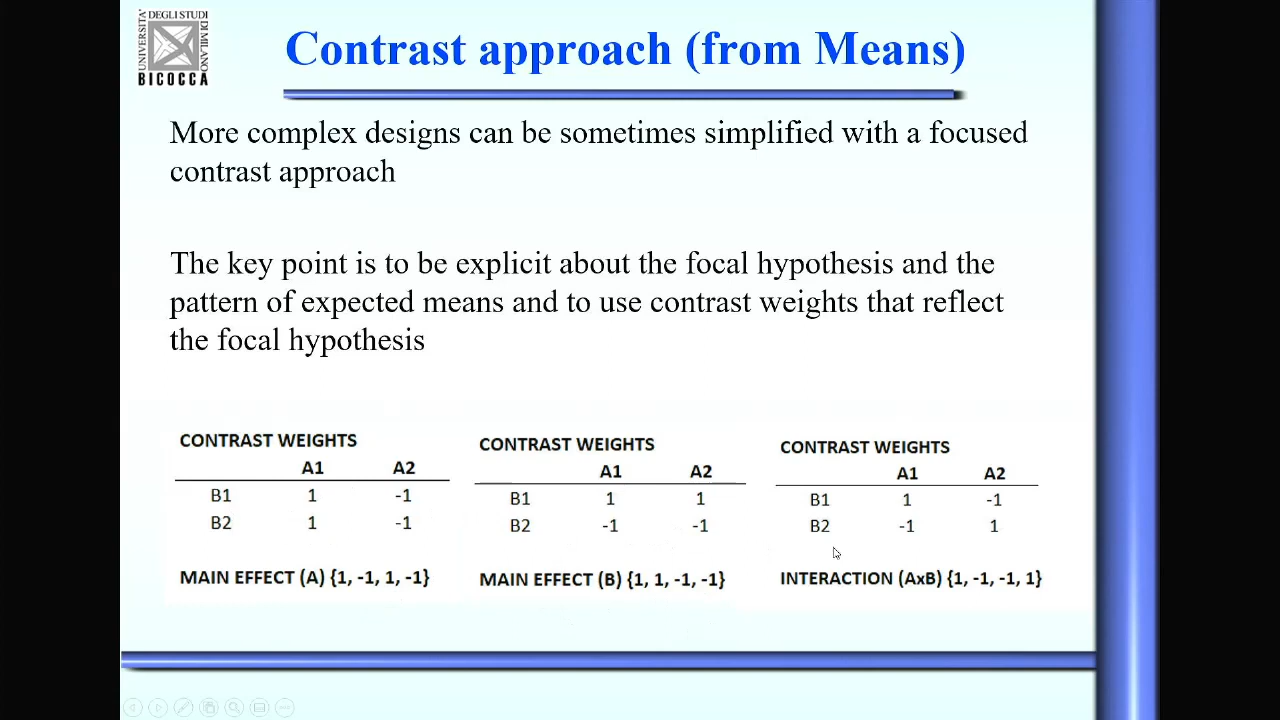 UNIVERSITA'
DEGLI STUDI
DI MILANO
BICOCCA
Contrast approach (from Means)
More complex designs can be sometimes simplified with a focused
contrast approach
The key point is to be explicit about the focal hypothesis and the
pattern of expected means and to use contrast weights that reflect
the focal hypothesis
CONTRAST WEIGHTS
A1 A2
B1 1 -1
B2 1 -1
MAIN EFFECT (A) {1, -1, 1, -1}
CONTRAST WEIGHTS
A1 A2
B1 1 1
B2 -1 -1
MAIN EFFECT (B) {1, 1, -1, -1}
CONTRAST WEIGHTS
A1 A2
B1 1 -1
B2 -1 1
INTERACTION (AxB) {1, -1, -1, 1}